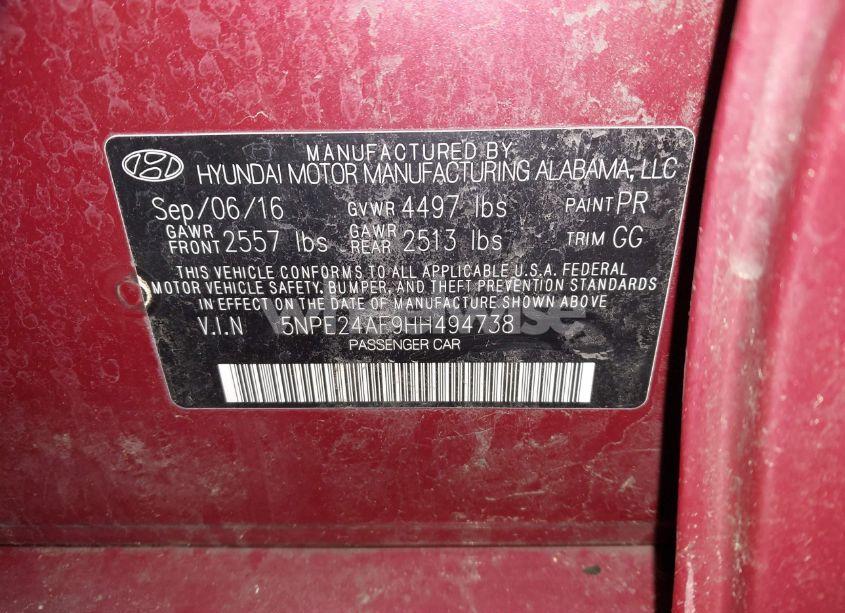 MANUFACTURED BY
HYUNDAI MOTOR MANUFACTURING ALABAMA, LLC
Sep/06/16 GVWR 4497 lbs PAINT PR
GAWR FRONT 2557 lbs GAWR REAR 2513 lbs TRIM GG
THIS VEHICLE CONFORMS TO ALL APPLICABLE U.S.A. FEDERAL
MOTOR VEHICLE SAFETY, BUMPER, AND THEFT PREVENTION STANDARDS
IN EFFECT ON THE DATE OF MANUFACTURE SHOWN ABOVE
V.I.N 5NPE24AF9HH494738
PASSENGER CAR